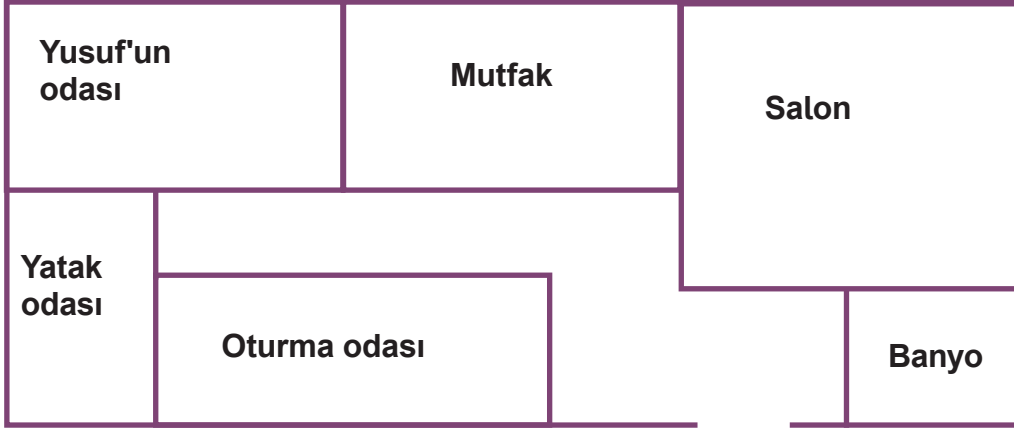 Yusuf'un
odası
Mutfak
Salon
Yatak
odası
Oturma odası
Banyo